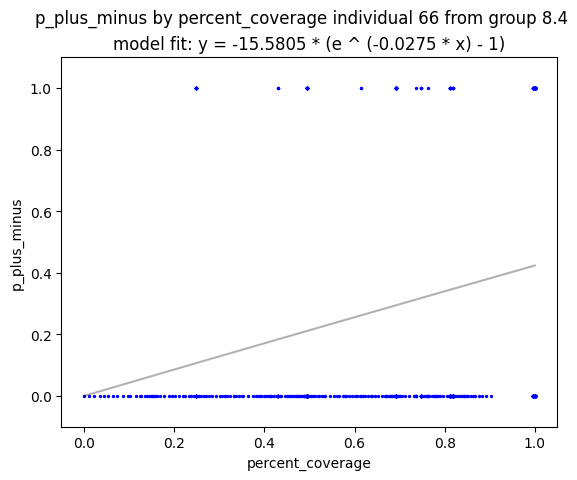 p_plus_minus by percent_coverage individual 66 from group 8.4
model fit: y = -15.5805 * (e ^ (-0.0275 * x) - 1)
1.0
0.8
0.6
0.4
0.2
0.0
p_plus_minus
0.0 0.2 0.4 0.6 0.8 1.0
percent_coverage